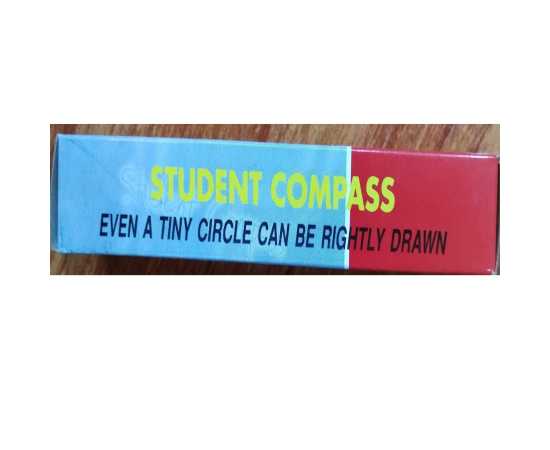 STUDENT COMPASS
EVEN A TINY CIRCLE CAN BE RIGHTLY DRAWN